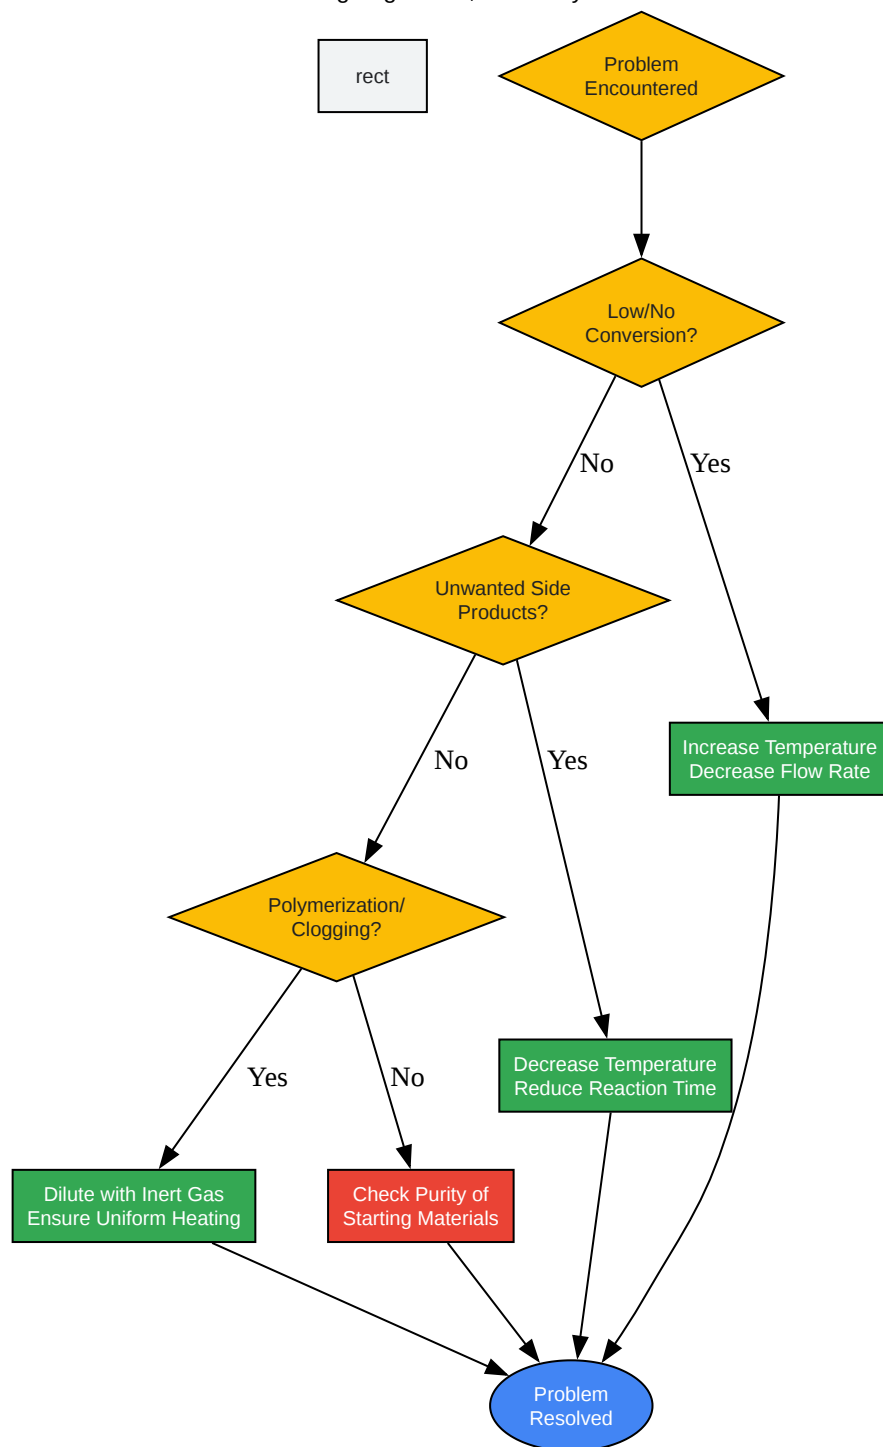 rect
Problem
Encountered
Low/No
Conversion?
No
Yes
Unwanted Side
Products?
Increase Temperature
Decrease Flow Rate
No
Yes
Polymerization/
Clogging?
Decrease Temperature
Reduce Reaction Time
Yes
No
Dilute with Inert Gas
Ensure Uniform Heating
Check Purity of
Starting Materials
Problem
Resolved